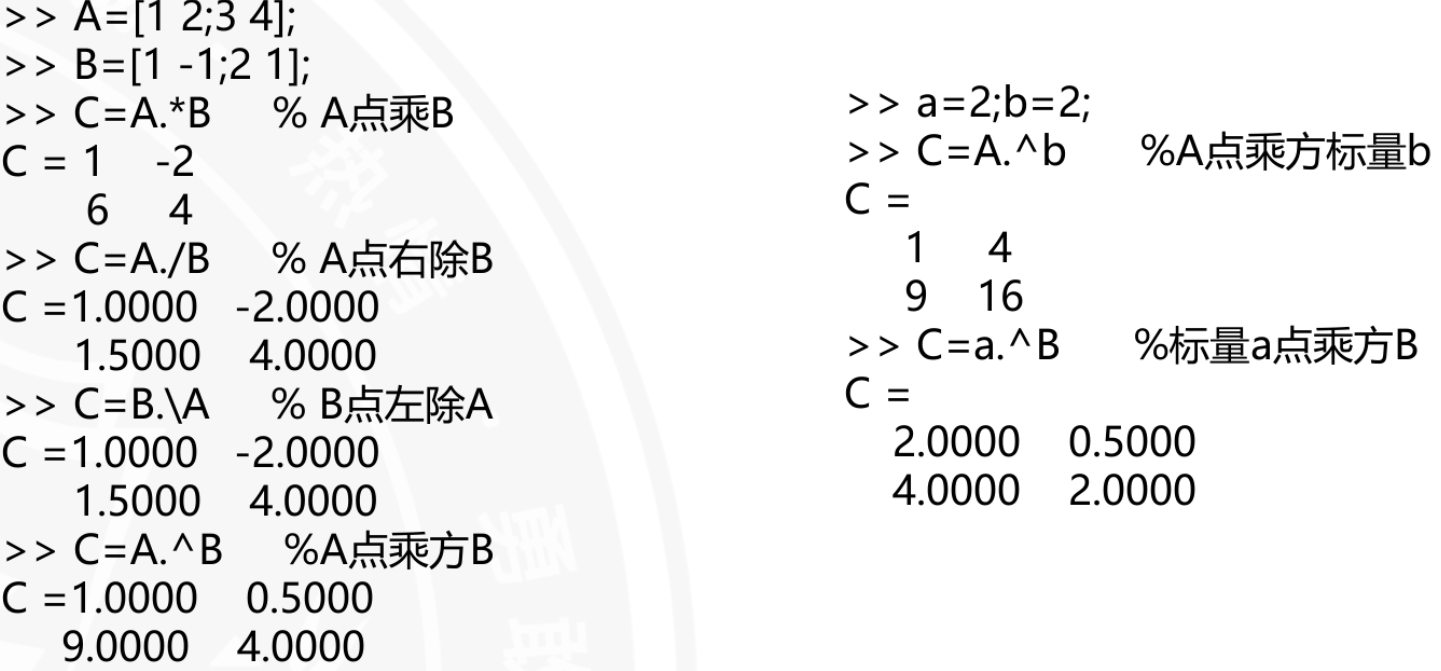 >> A=[1 2;3 4];
>> B=[1 -1;2 1];
>> C=A.*B % A点乘B
C = 1 -2
6 4
>> C=A./B % A点右除B
C =1.0000 -2.0000
1.5000 4.0000
>> C=B.\A % B点左除A
C =1.0000 -2.0000
1.5000 4.0000
>> C=A.^B %A点乘方B
C =1.0000 0.5000
9.0000 4.0000
>> a=2;b=2;
>> C=A.^b %A点乘方标量b
C =
1 4
9 16
>> C=a.^B %标量a点乘方B
C =
2.0000 0.5000
4.0000 2.0000
热情
勇